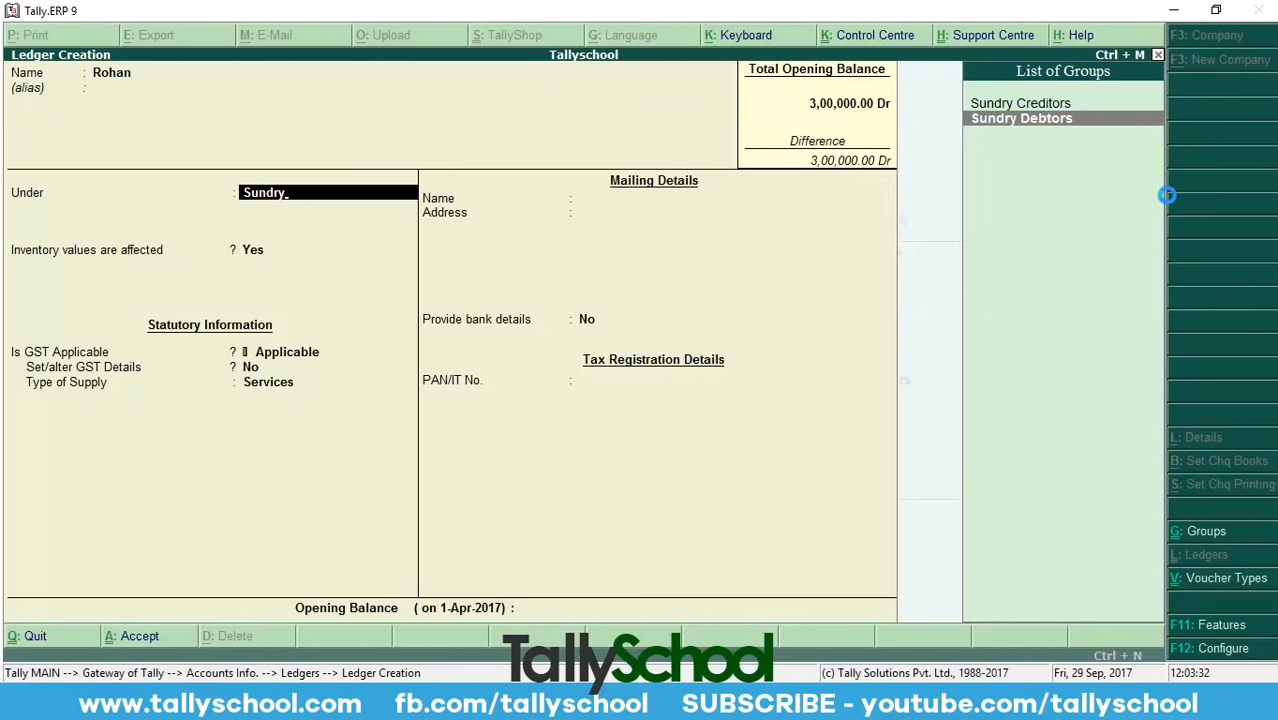 Tally.ERP 9
P: Print
E: Export
M: E-Mail
O: Upload
S: TallyShop
G: Language
K: Keyboard
K: Control Centre
H: Support Centre
H: Help
F3: Company
F3: New Company
Ledger Creation
Tallyschool
Ctrl + M
Name : Rohan
(alias) :
Total Opening Balance
3,00,000.00 Dr
Difference
3,00,000.00 Dr
List of Groups
Sundry Creditors
Sundry Debtors
Under : Sundry
Inventory values are affected ? Yes
Statutory Information
Is GST Applicable ? Applicable
Set/alter GST Details ? No
Type of Supply : Services
Mailing Details
Name :
Address :
Provide bank details : No
Tax Registration Details
PAN/IT No. :
L: Details
S: Set Chq Books
S: Set Chq Printing
G: Groups
L: Ledgers
V: Voucher Types
F11: Features
F12: Configure
Opening Balance ( on 1-Apr-2017) :
Q: Quit
A: Accept
D: Delete
TallySchool
Ctrl + N
Tally MAIN --> Gateway of Tally --> Accounts Info. --> Ledgers --> Ledger Creation
(c) Tally Solutions Pvt. Ltd., 1988-2017
Fri, 29 Sep, 2017
12:03:32
www.tallyschool.com
fb.com/tallyschool
SUBSCRIBE - youtube.com/tallyschool